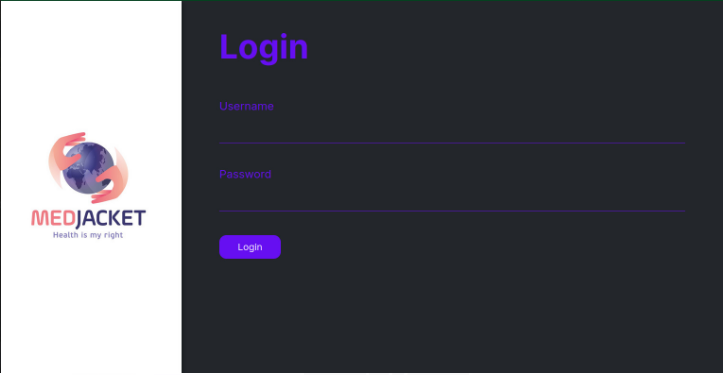 MEDJACKET
Health is my right
Login
Username
Password
Login